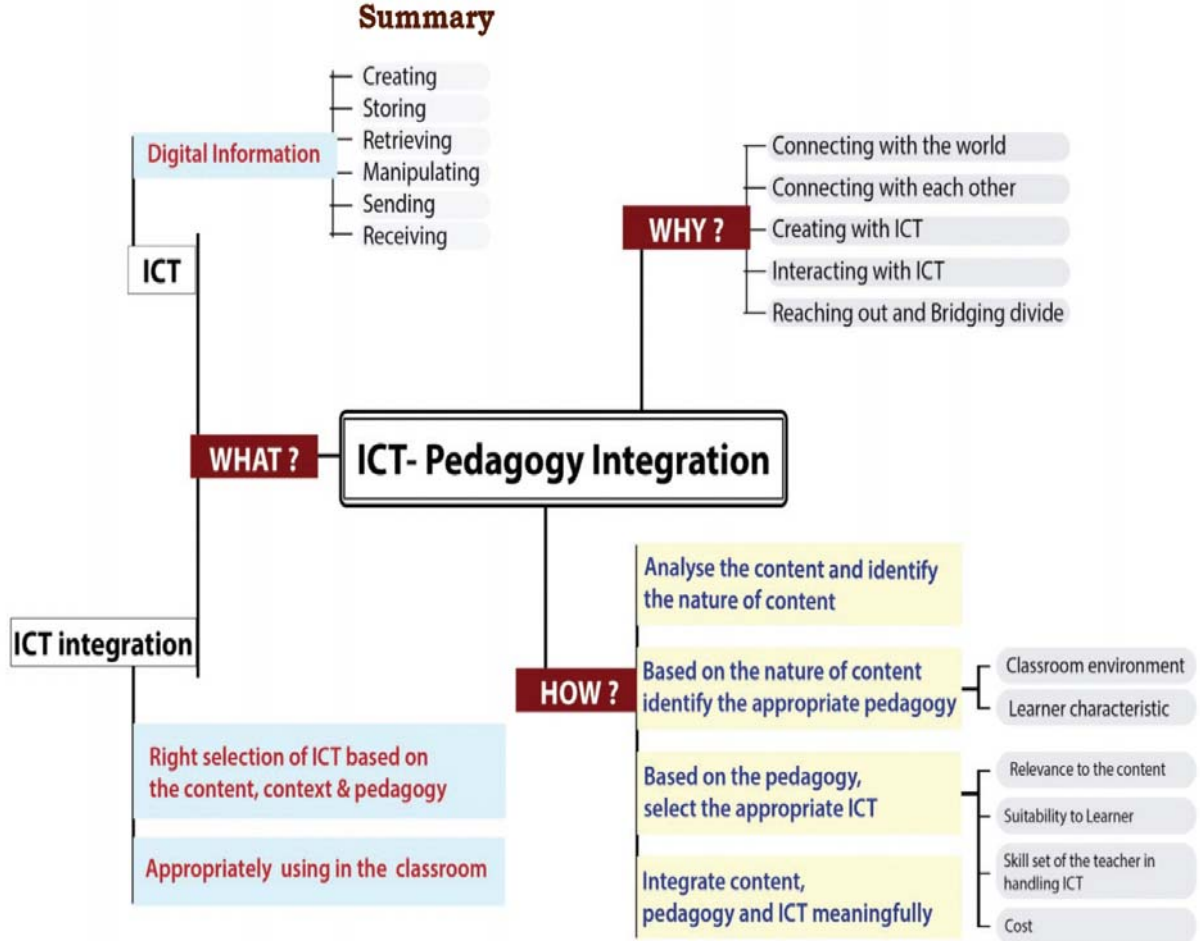 Summary
Creating
Storing
Digital Information
Retrieving
Manipulating
Sending
Receiving
ICT
WHAT ?
ICT integration
Right selection of ICT based on
the content, context & pedagogy
Appropriately using in the classroom
ICT- Pedagogy Integration
WHY ?
Connecting with the world
Connecting with each other
Creating with ICT
Interacting with ICT
Reaching out and Bridging divide
HOW ?
Analyse the content and identify
the nature of content
Based on the nature of content
identify the appropriate pedagogy
Classroom environment
Learner characteristic
Based on the pedagogy,
select the appropriate ICT
Relevance to the content
Suitability to Learner
Skill set of the teacher in
handling ICT
Cost
Integrate content,
pedagogy and ICT meaningfully